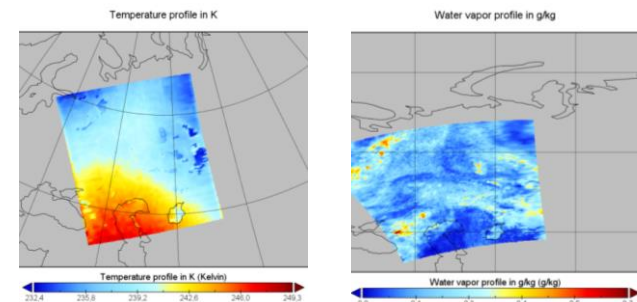 Temperature profile in K
Water vapor profile in g/kg
Temperature profile in K (Kelvin)
232.4 235.8 239.2 242.6 246.0 249.3
Water vapor profile in g/kg (g/kg)